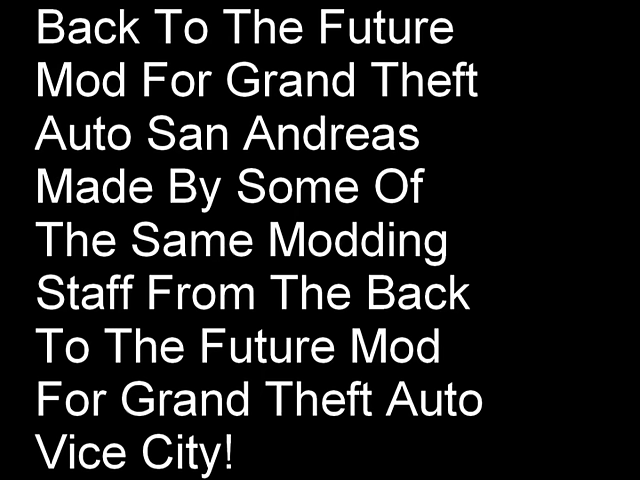 Back To The Future
Mod For Grand Theft
Auto San Andreas
Made By Some Of
The Same Modding
Staff From The Back
To The Future Mod
For Grand Theft Auto
Vice City!